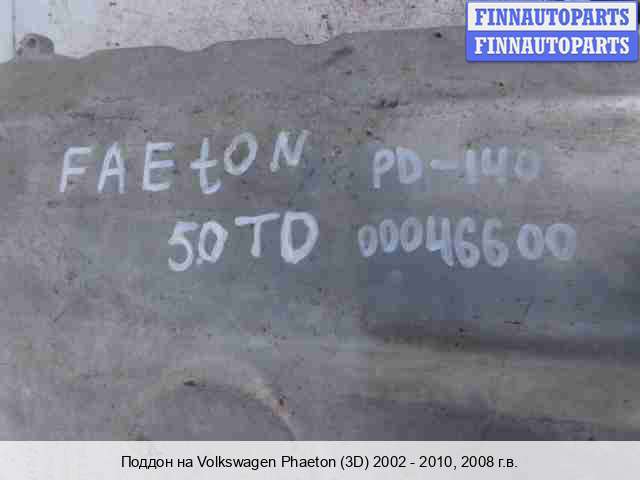 FINNAUTOPARTS
FINNAUTOPARTS
FAEtON PD-140
5.0TD 00046600
Поддон на Volkswagen Phaeton (3D) 2002 - 2010, 2008 г.в.